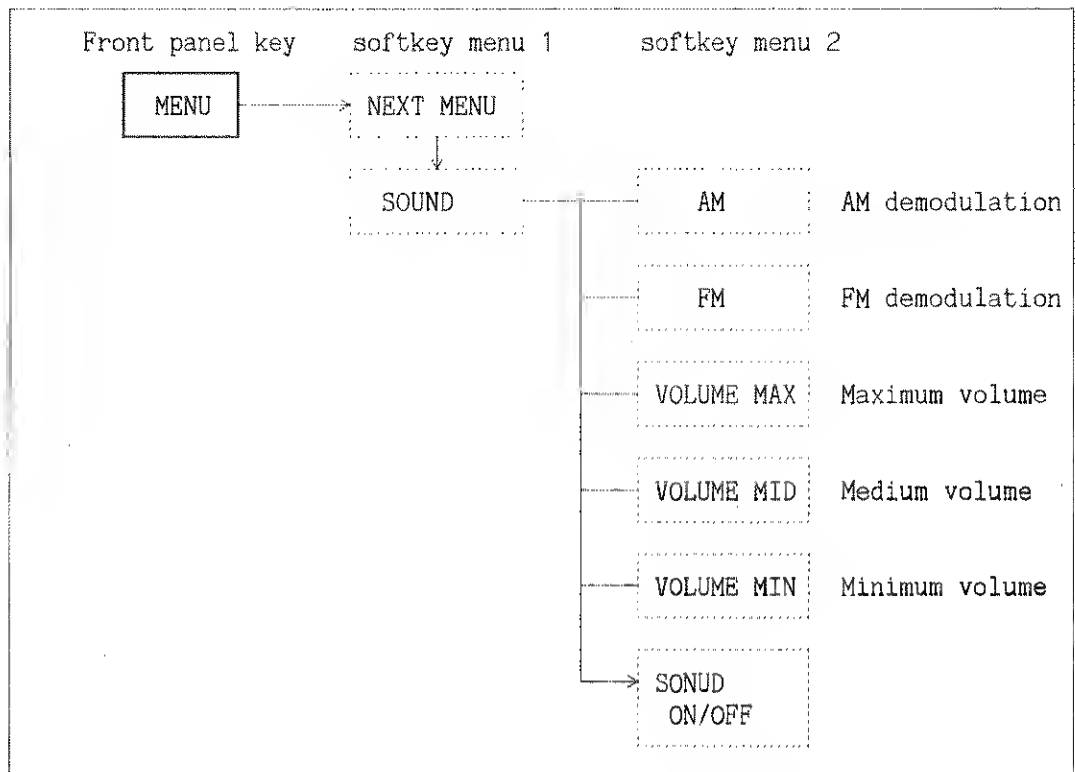 Front panel key softkey menu 1 softkey menu 2
MENU NEXT MENU
SOUND AM AM demodulation
FM FM demodulation
VOLUME MAX Maximum volume
VOLUME MID Medium volume
VOLUME MIN Minimum volume
SONUD
ON/OFF